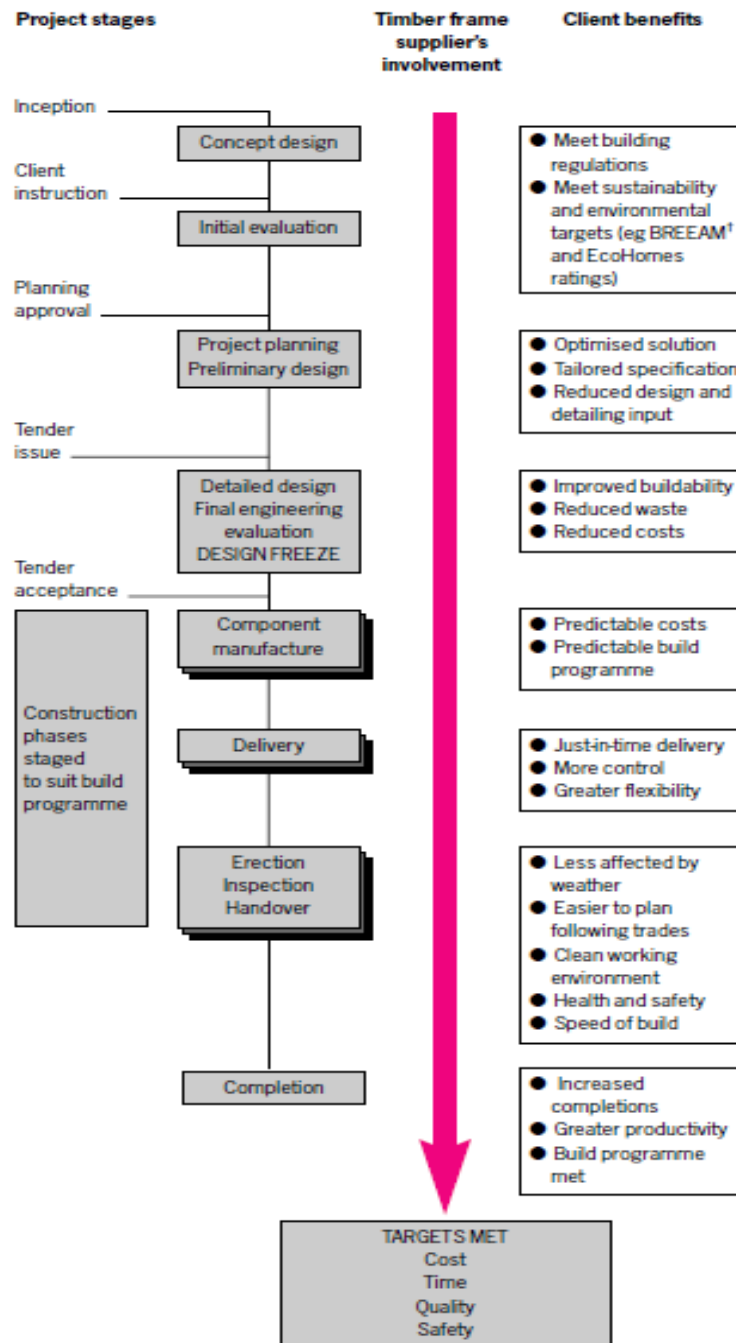 Project stages
Timber frame
supplier's
involvement
Client benefits
Inception
Concept design
Client
instruction
Initial evaluation
● Meet building
regulations
● Meet sustainability
and environmental
targets (eg BREEAM†
and EcoHomes
ratings)
Planning
approval
Project planning
Preliminary design
● Optimised solution
● Tailored specification
● Reduced design and
detailing input
Tender
issue
Detailed design
Final engineering
evaluation
DESIGN FREEZE
● Improved buildability
● Reduced waste
● Reduced costs
Tender
acceptance
Construction
phases
staged
to suit build
programme
Component
manufacture
● Predictable costs
● Predictable build
programme
Delivery
● Just-in-time delivery
● More control
● Greater flexibility
Erection
Inspection
Handover
● Less affected by
weather
● Easier to plan
following trades
● Clean working
environment
● Health and safety
● Speed of build
Completion
● Increased
completions
● Greater productivity
● Build programme
met
TARGETS MET
Cost
Time
Quality
Safety